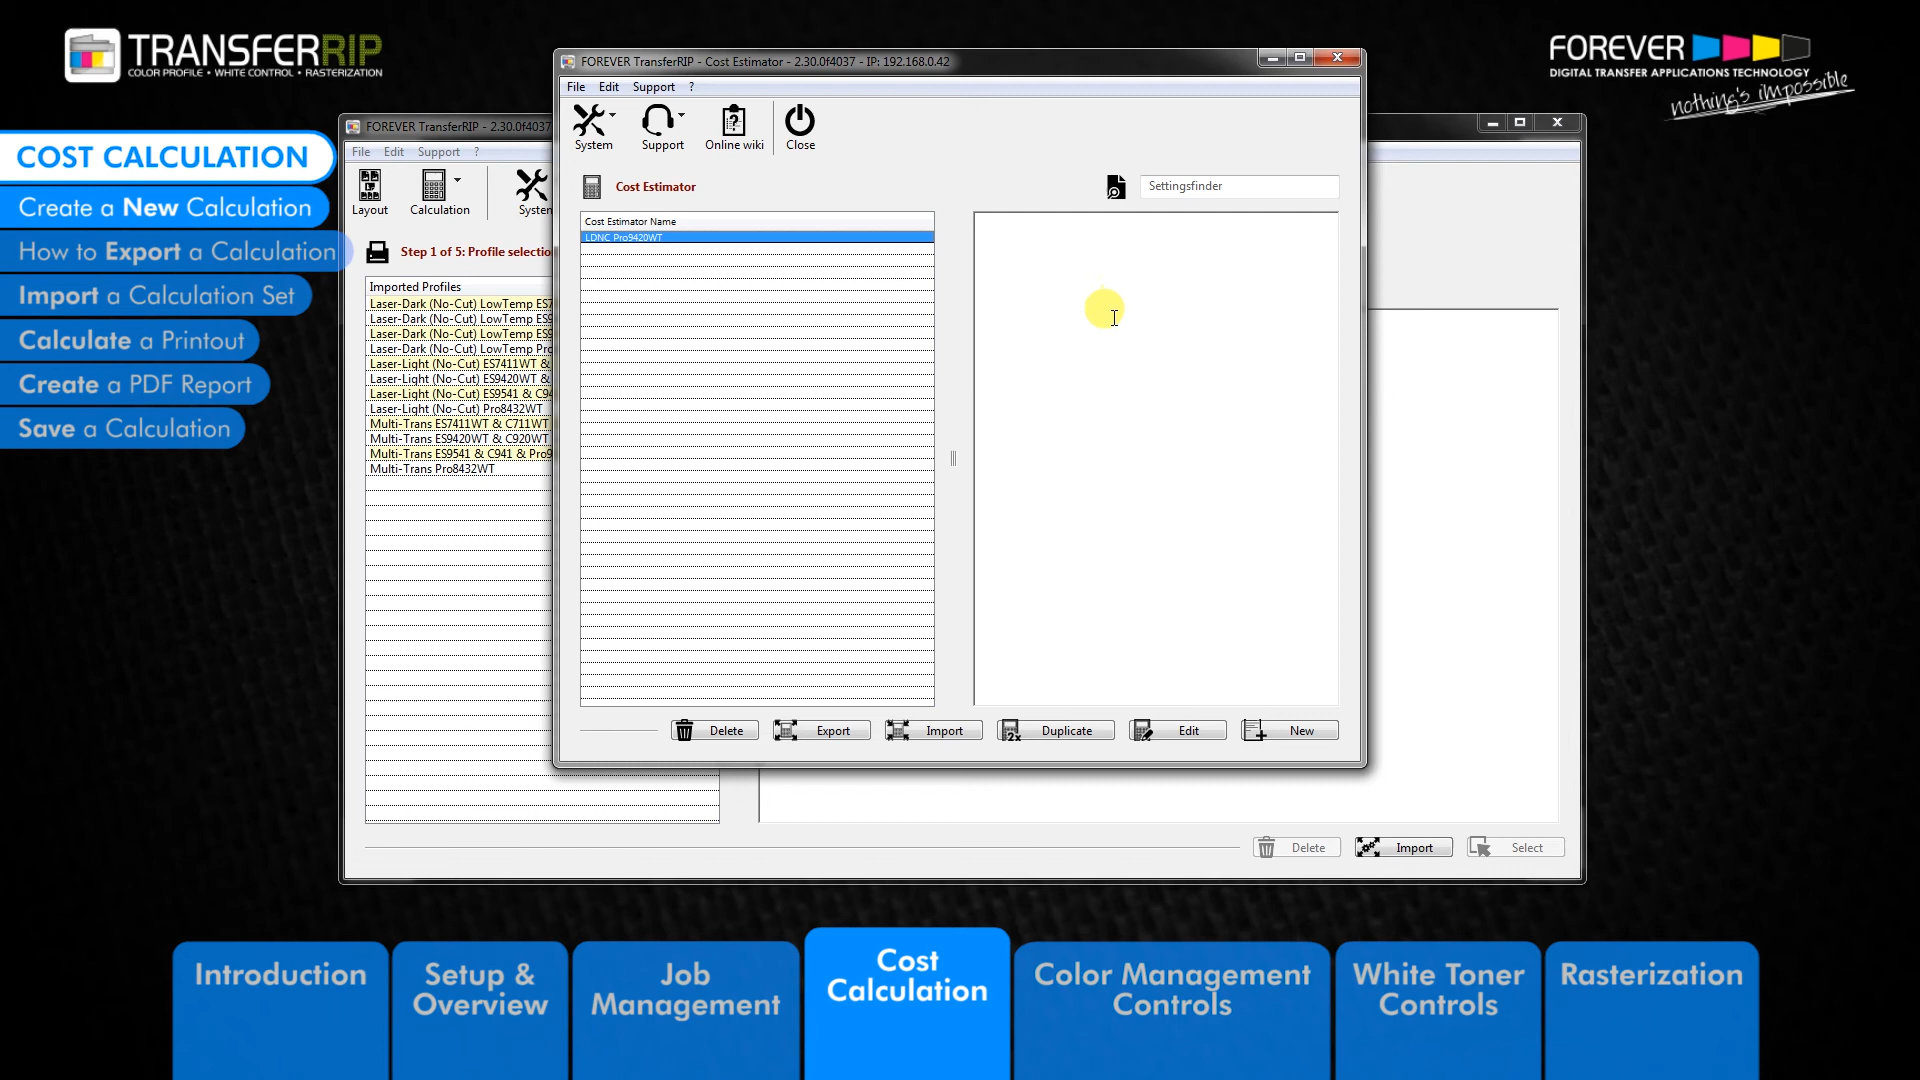 TRANSFERRIP
COLOR PROFILE • WHITE CONTROL • RASTERIZATION
FOREVER
DIGITAL TRANSFER APPLICATIONS TECHNOLOGY
nothing's impossible
COST CALCULATION
Create a New Calculation
How to Export a Calculation
Import a Calculation Set
Calculate a Printout
Create a PDF Report
Save a Calculation
FOREVER TransferRIP - 2.30.0f4037
File Edit Support ?
Layout
Calculation
System
Step 1 of 5: Profile selectio
Imported Profiles
Laser-Dark (No-Cut) LowTemp ES7
Laser-Dark (No-Cut) LowTemp ES9
Laser-Dark (No-Cut) LowTemp ES9
Laser-Dark (No-Cut) LowTemp Pro
Laser-Light (No-Cut) ES7411WT &
Laser-Light (No-Cut) ES9420WT &
Laser-Light (No-Cut) ES9541 & C94
Laser-Light (No-Cut) Pro8432WT
Multi-Trans ES7411WT & C711WT
Multi-Trans ES9420WT & C920WT
Multi-Trans ES9541 & C941 & Pro9
Multi-Trans Pro8432WT
Delete
Import
Select
FOREVER TransferRIP - Cost Estimator - 2.30.0f4037 - IP: 192.168.0.42
File Edit Support ?
System
Support
Online wiki
Close
Cost Estimator
Settingsfinder
Cost Estimator Name
LDNC Pro9420WT
Delete
Export
Import
2x
Duplicate
Edit
New
Introduction
Setup &
Overview
Job
Management
Cost
Calculation
Color Management
Controls
White Toner
Controls
Rasterization